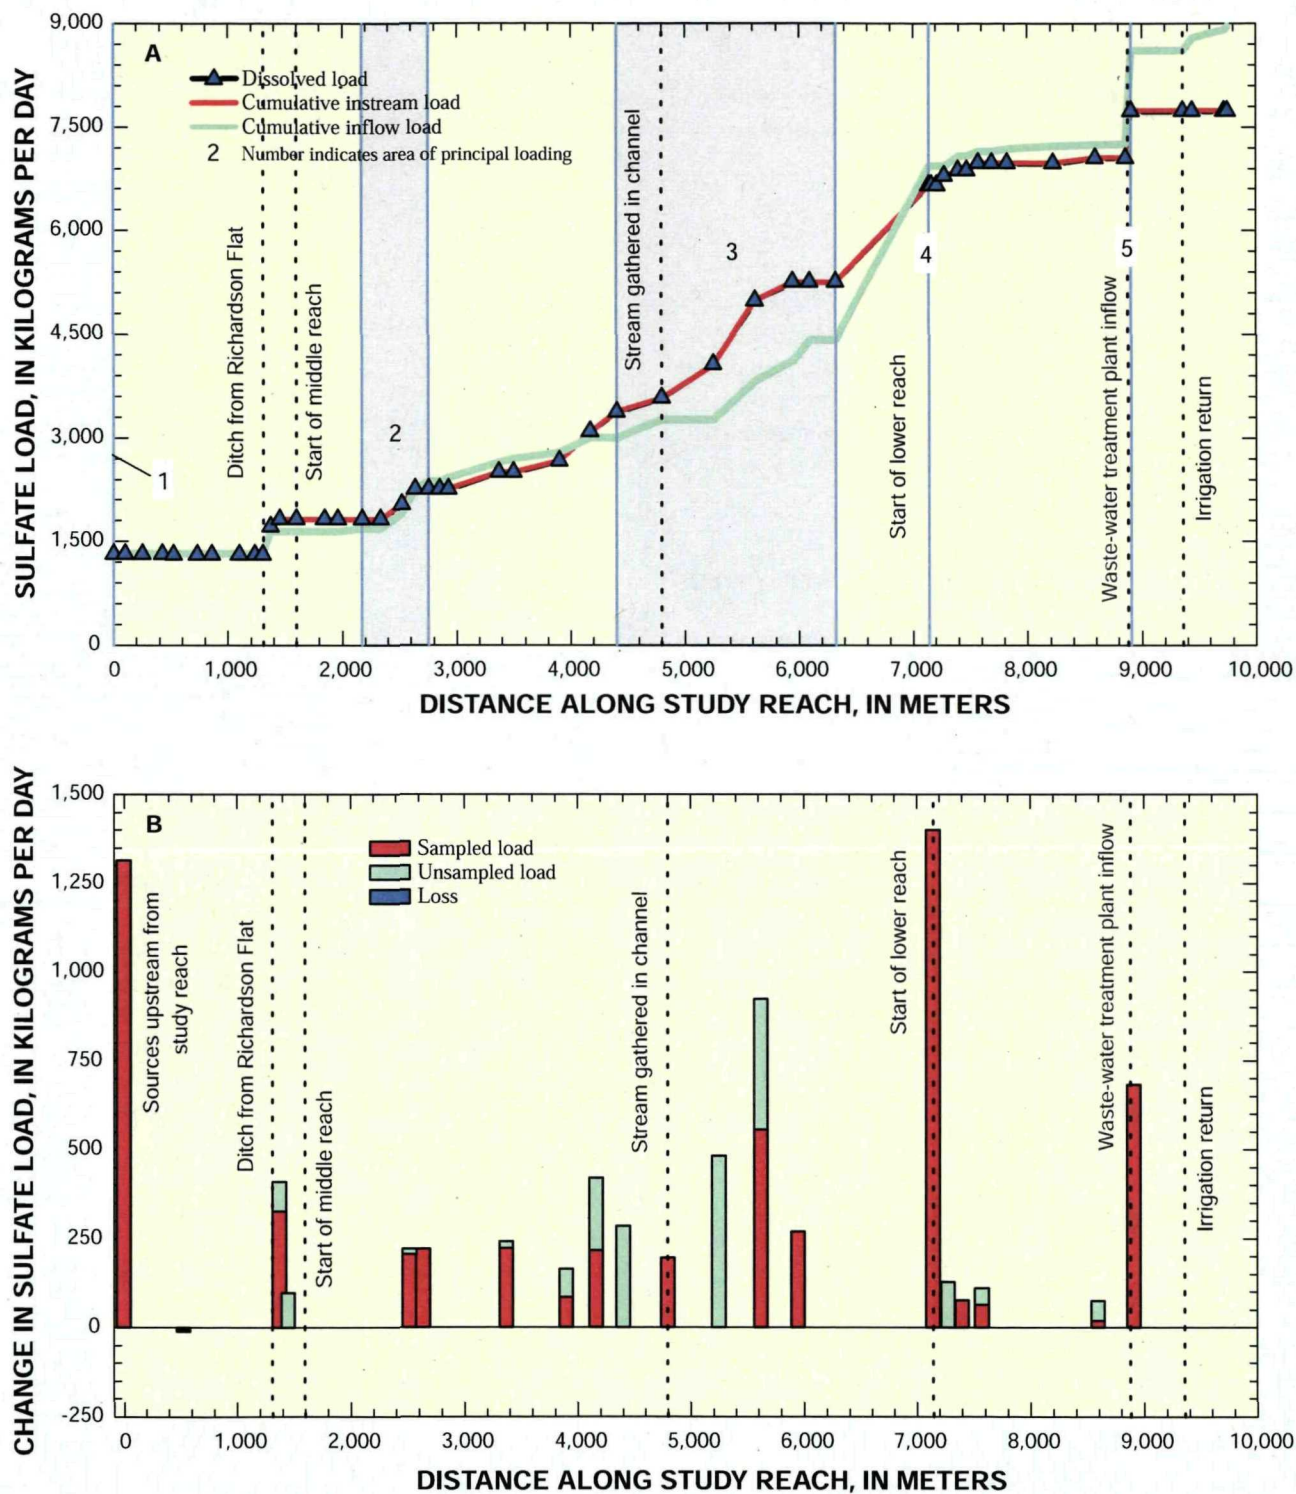 A
Dissolved load
Cumulative instream load
Cumulative inflow load
2 Number indicates area of principal loading
SULFATE LOAD, IN KILOGRAMS PER DAY
9,000
7,500
6,000
4,500
3,000
1,500
0
1
Ditch from Richardson Flat
Start of middle reach
2
Stream gathered in channel
3
4
Start of lower reach
5
Waste-water treatment plant inflow
Irrigation return
0 1,000 2,000 3,000 4,000 5,000 6,000 7,000 8,000 9,000 10,000
DISTANCE ALONG STUDY REACH, IN METERS
B
Sampled load
Unsampled load
Loss
CHANGE IN SULFATE LOAD, IN KILOGRAMS PER DAY
1,500
1,250
1,000
750
500
250
0
-250
Sources upstream from
study reach
Ditch from Richardson Flat
Start of middle reach
Stream gathered in channel
Start of lower reach
Waste-water treatment plant inflow
Irrigation return
0 1,000 2,000 3,000 4,000 5,000 6,000 7,000 8,000 9,000 10,000
DISTANCE ALONG STUDY REACH, IN METERS